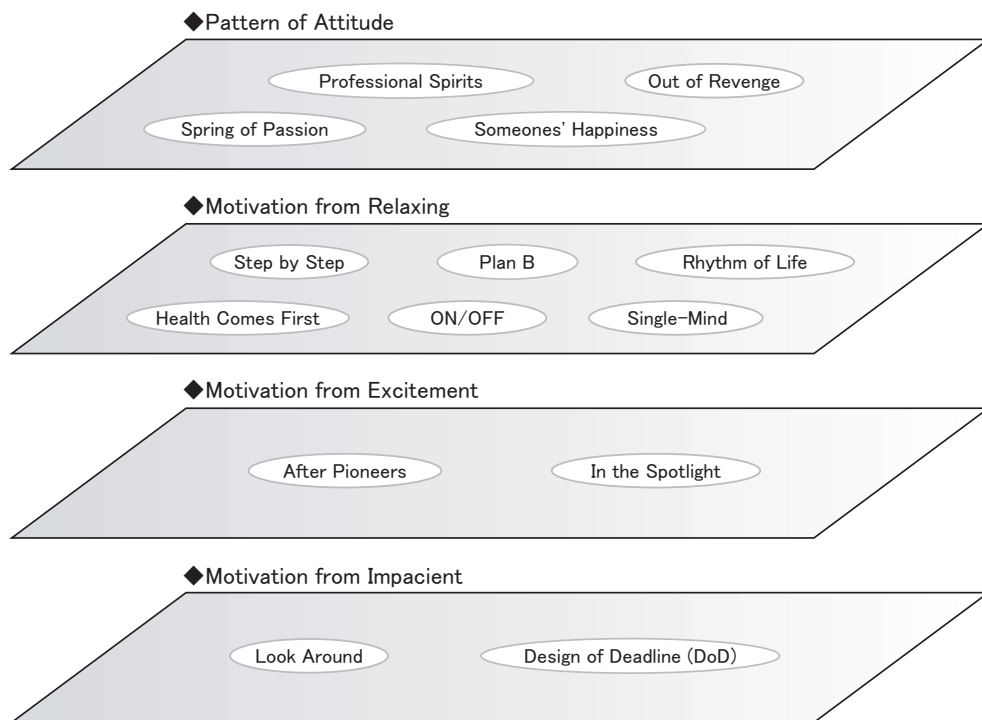 ◆Pattern of Attitude
Professional Spirits
Out of Revenge
Spring of Passion
Someones' Happiness
◆Motivation from Relaxing
Step by Step
Plan B
Rhythm of Life
Health Comes First
ON/OFF
Single-Mind
◆Motivation from Excitement
After Pioneers
In the Spotlight
◆Motivation from Impacient
Look Around
Design of Deadline (DoD)